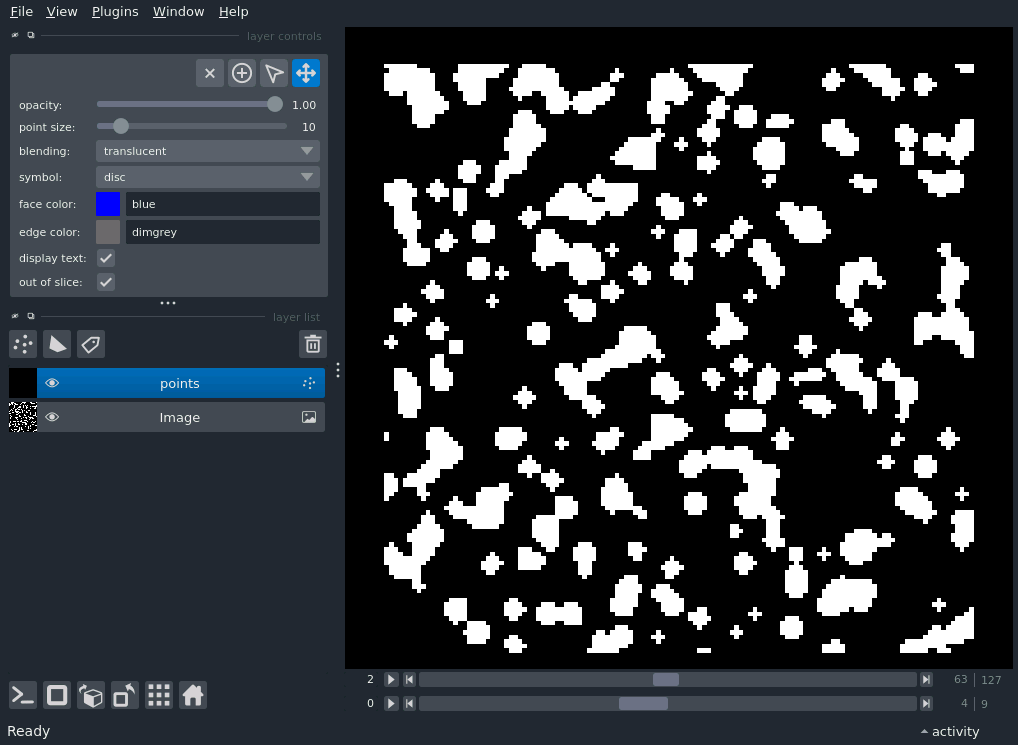 File View Plugins Window Help
layer controls
opacity: 1.00
point size: 10
blending: translucent
symbol: disc
face color: blue
edge color: dimgrey
display text:
out of slice:
layer list
points
Image
2 63 127
0 4 9
Ready activity